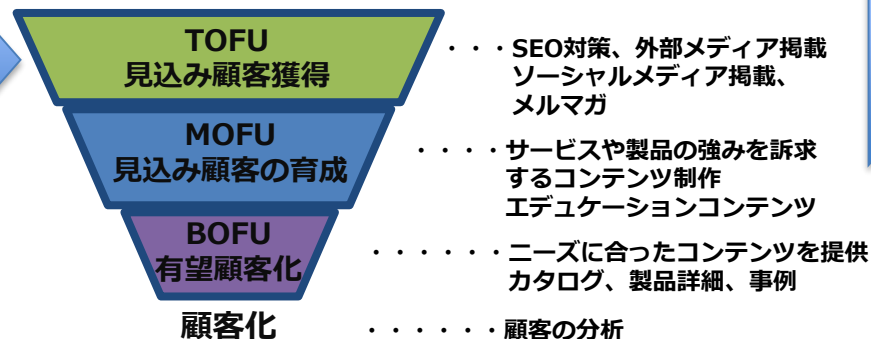 TOFU
見込み顧客獲得
・・・SEO対策、外部メディア掲載
ソーシャルメディア掲載、
メルマガ
MOFU
見込み顧客の育成
・・・・サービスや製品の強みを訴求
するコンテンツ制作
エデュケーションコンテンツ
BOFU
有望顧客化
・・・・・・ニーズに合ったコンテンツを提供
カタログ、製品詳細、事例
顧客化
・・・・・・顧客の分析